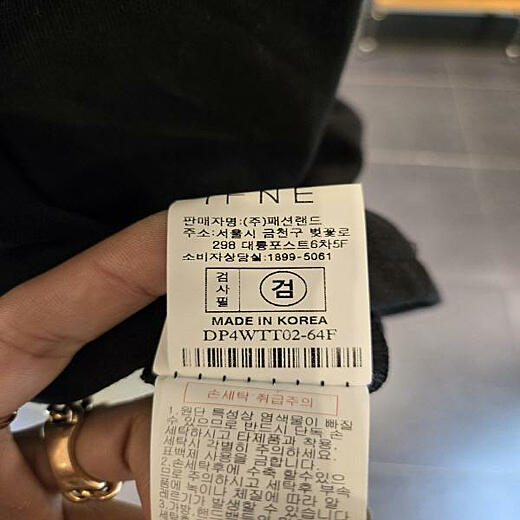 판매자명:(주)패션랜드
주소:서울시 금천구 벚꽃로
298 대륭포스트6차5F
소비자상담실:1899-5061
검
사
필
검
MADE IN KOREA
DP4WTT02-64F
손세탁 취급주의
1. 원단 특성상 염색물이 빠질
수 있으므로 반드시 단독 손
세탁하시고 타제품과 착용·
세탁시 각별히 주의하세요.
표백제 사용을 금합니다.
2. 손세탁후에 수축할 수 있으
므로 주의하시고 세탁후 부속